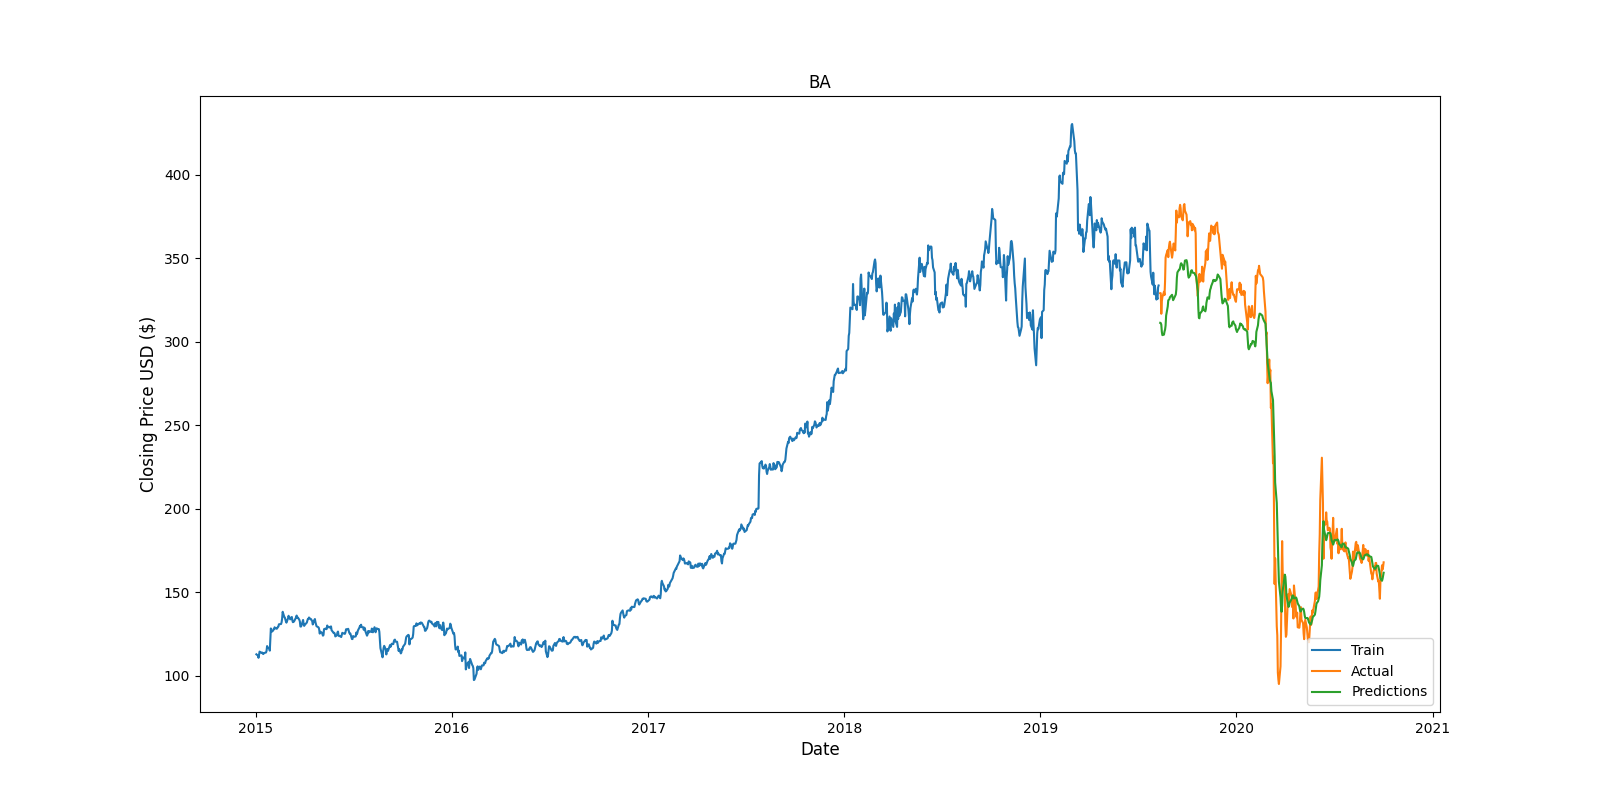 BA
Closing Price USD ($)
400
350
300
250
200
150
100
2015 2016 2017 2018 2019 2020 2021
Date
Train
Actual
Predictions